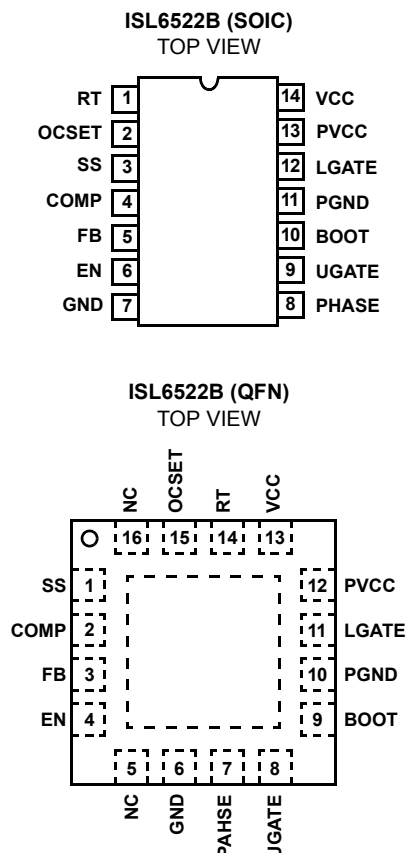 ISL6522B (SOIC)
TOP VIEW
RT 1 14 VCC
OCSET 2 13 PVCC
SS 3 12 LGATE
COMP 4 11 PGND
FB 5 10 BOOT
EN 6 9 UGATE
GND 7 8 PHASE
ISL6522B (QFN)
TOP VIEW
NC OCSET RT VCC
16 15 14 13
SS 1 12 PVCC
COMP 2 11 LGATE
FB 3 10 PGND
EN 4 9 BOOT
5 6 7 8
NC GND PAHSE UGATE